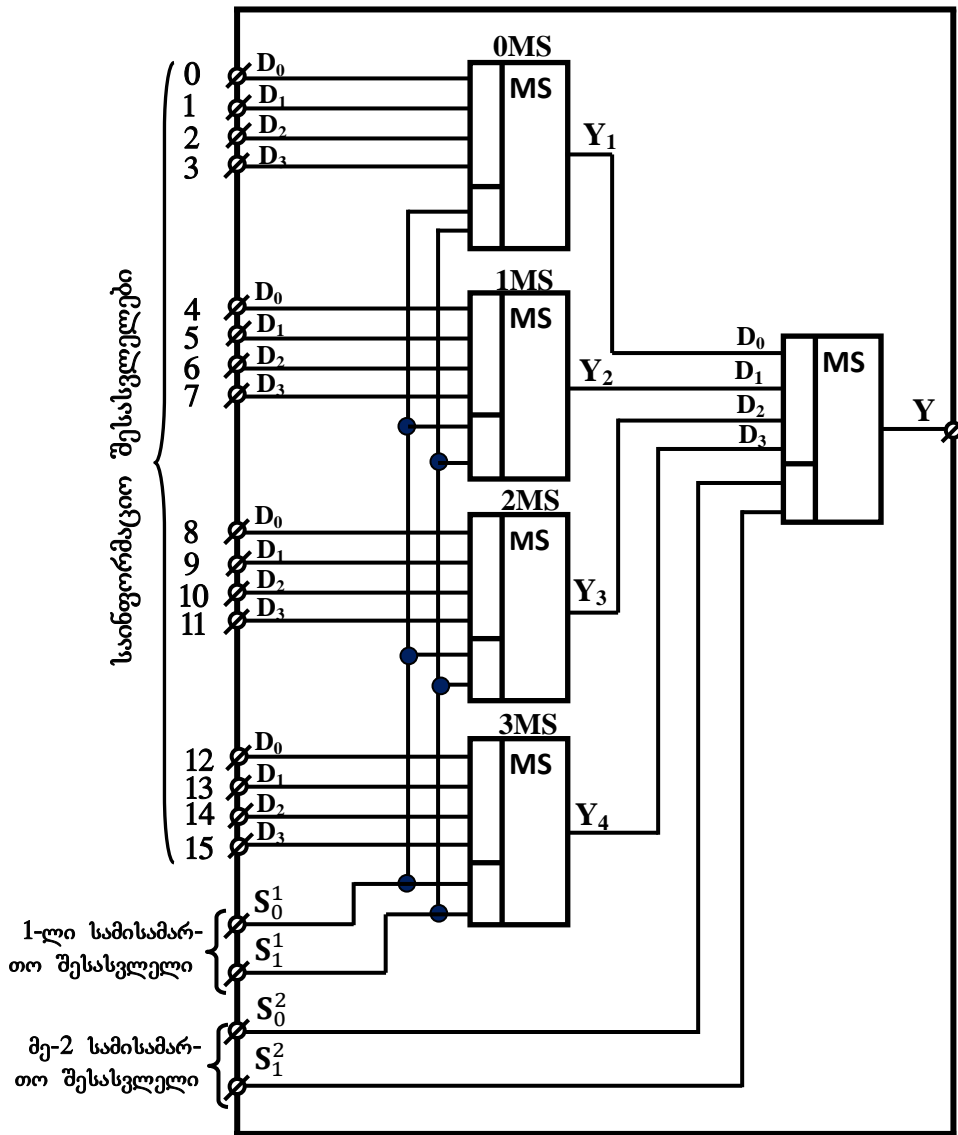 საინფორმაციო შესასვლელები
0MS
0 D₀ MS
1 D₁
2 D₂ Y₁
3 D₃
1MS
4 D₀ MS
5 D₁
6 D₂ Y₂
7 D₃
D₀ MS
D₁
D₂ Y
D₃
2MS
8 D₀ MS
9 D₁
10 D₂ Y₃
11 D₃
3MS
12 D₀ MS
13 D₁
14 D₂ Y₄
15 D₃
1-ლი სამისამარ-
თო შესასვლელი
S₀¹
S₁¹
მე-2 სამისამარ-
თო შესასვლელი
S₀²
S₁²